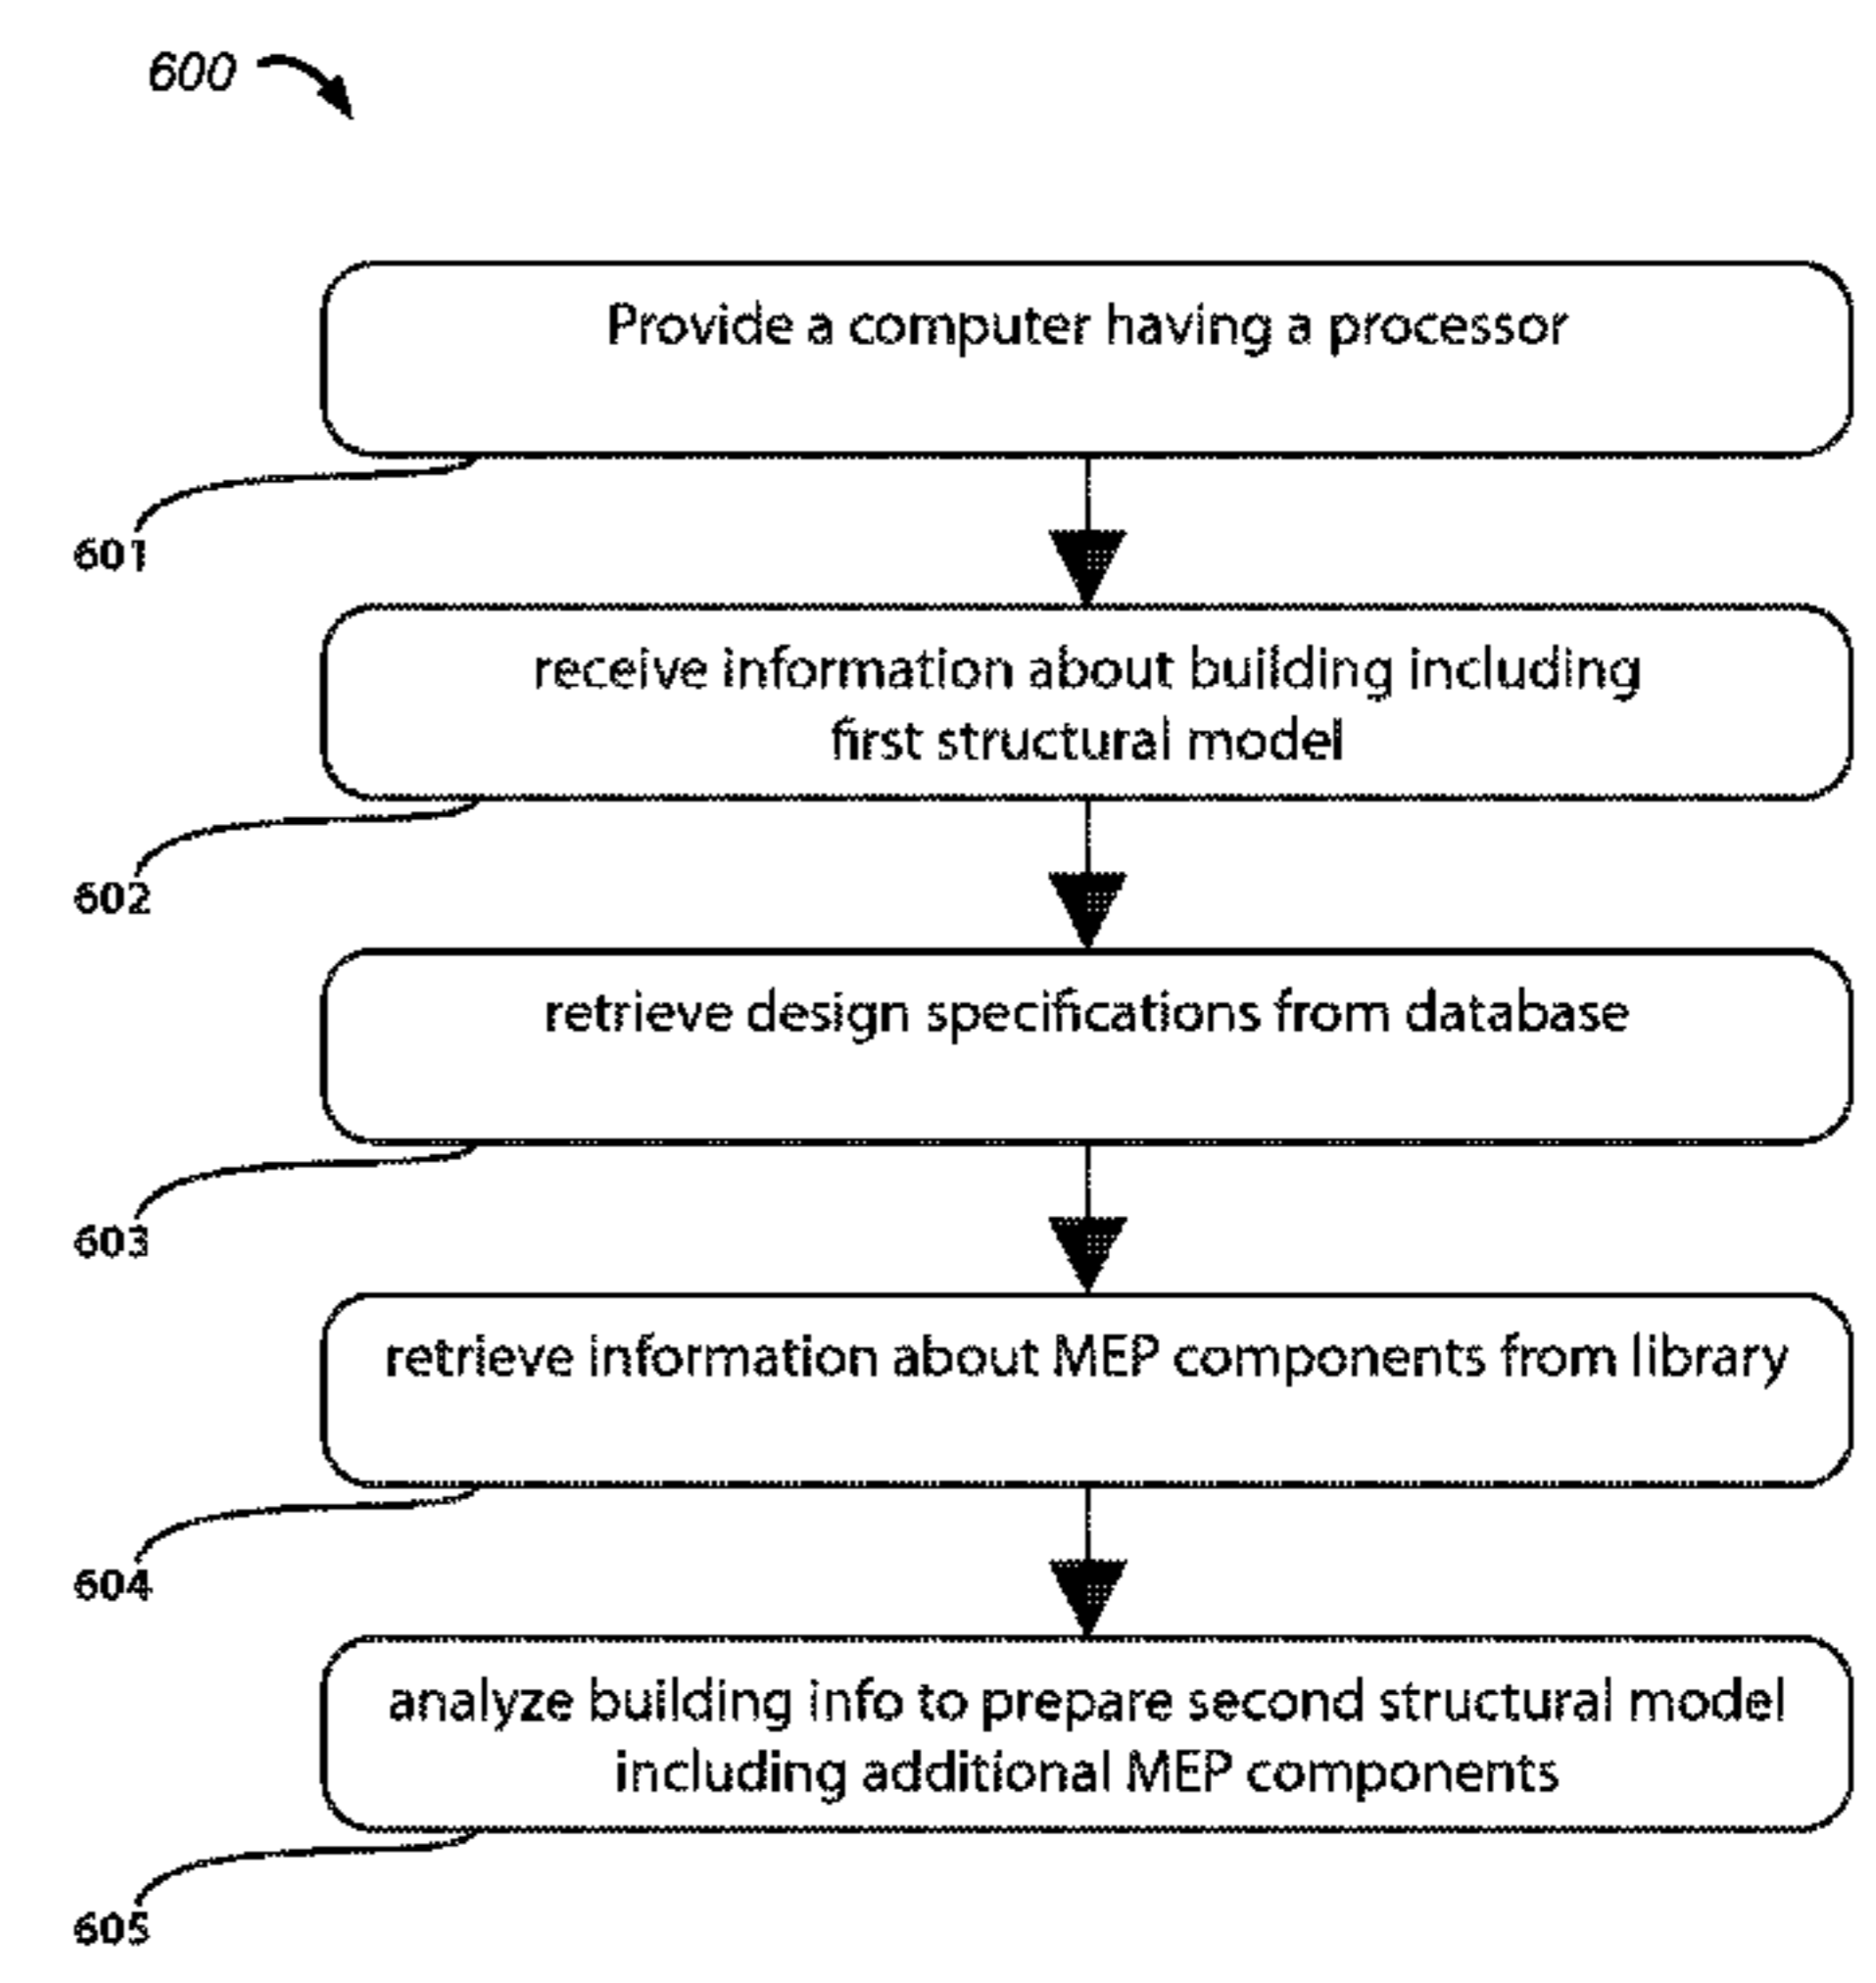 600
Provide a computer having a processor
601
receive information about building including
first structural model
602
retrieve design specifications from database
603
retrieve information about MEP components from library
604
analyze building info to prepare second structural model
including additional MEP components
605